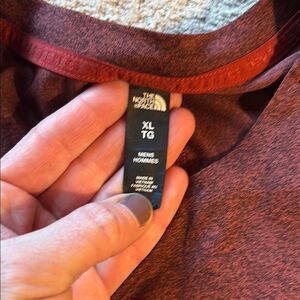 THE
NORTH
FACE
XL
TG
MENS
HOMMES
MADE IN
VIETNAM
FABRIQUÉ AU
VIETNAM